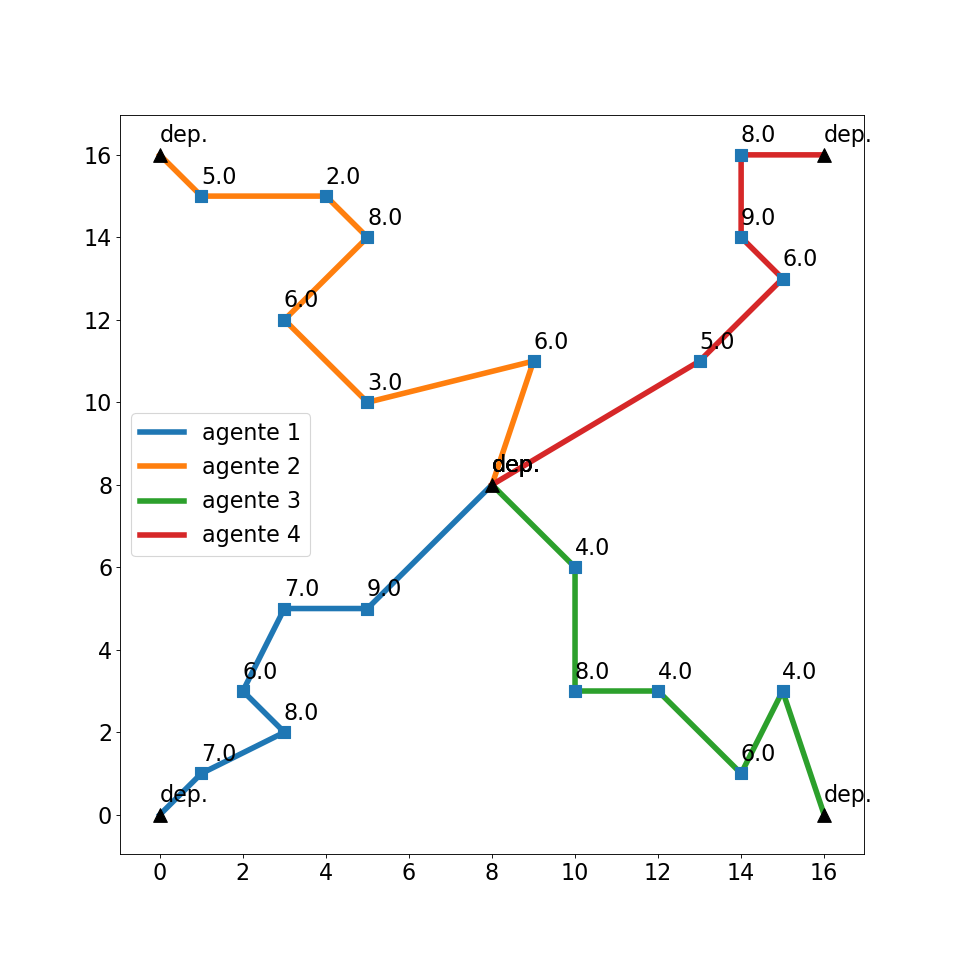 dep. 8.0 dep.
16
5.0 2.0
8.0 9.0
14
6.0
6.0
12
6.0 5.0
3.0
10
agente 1
agente 2
agente 3
agente 4
dep.
8
4.0
6
7.0 9.0
4
6.0 8.0 4.0 4.0
8.0
2
7.0 6.0
dep. dep.
0
0 2 4 6 8 10 12 14 16